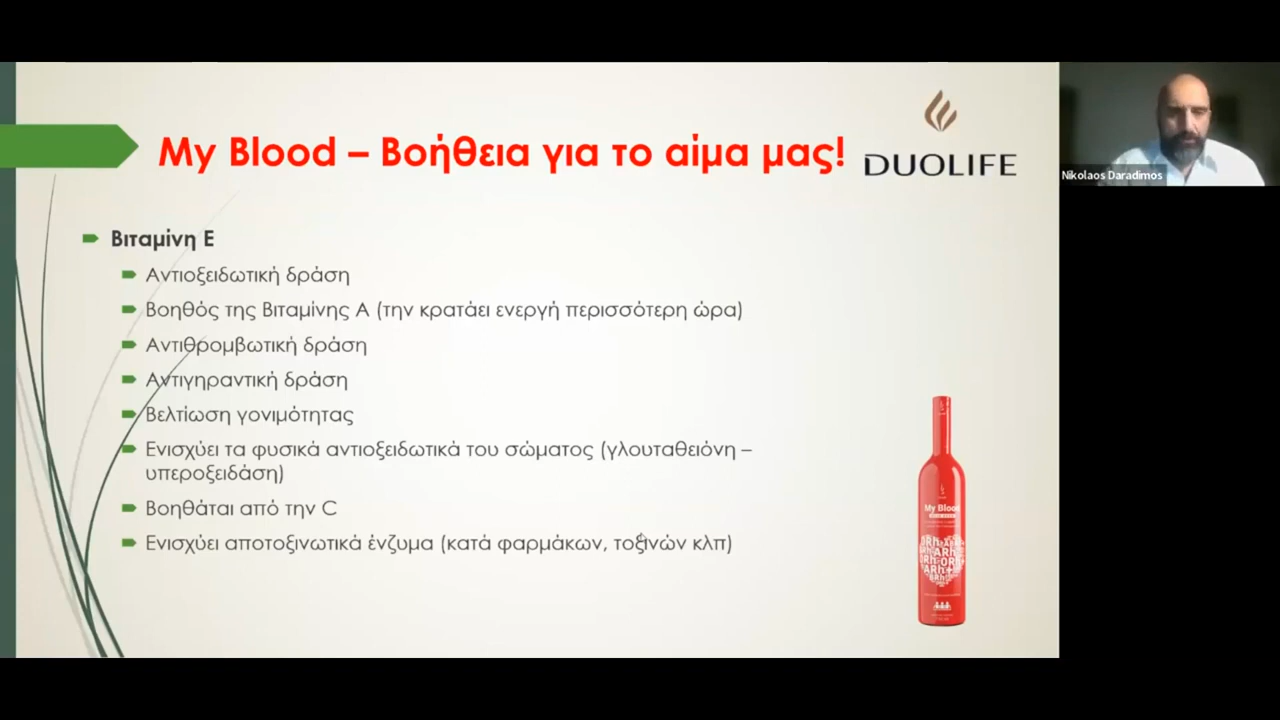 My Blood – Βοήθεια για το αίμα μας!
DUOLIFE
Nikolaos Daradimos
Βιταμίνη Ε
Αντιοξειδωτική δράση
Βοηθός της Βιταμίνης Α (την κρατάει ενεργή περισσότερη ώρα)
Αντιθρομβωτική δράση
Αντιγηραντική δράση
Βελτίωση γονιμότητας
Ενισχύει τα φυσικά αντιοξειδωτικά του σώματος (γλουταθειόνη –
υπεροξειδάση)
Βοηθάται από την C
Ενισχύει αποτοξινωτικά ένζυμα (κατά φαρμάκων, τοξινών κλπ)
My Blood